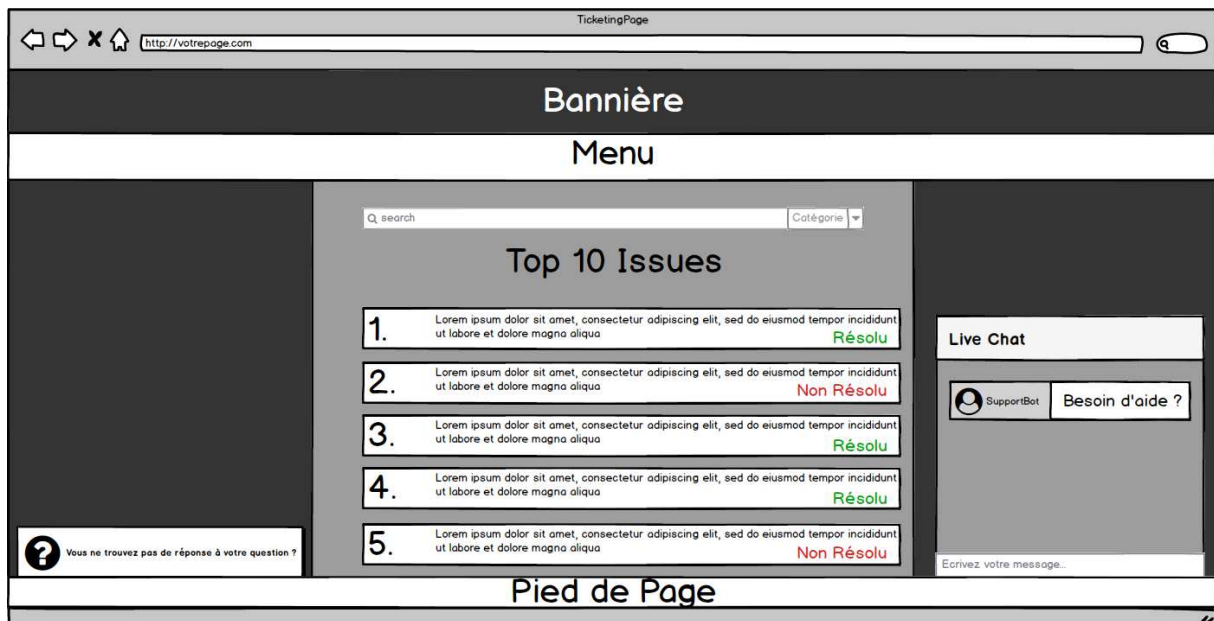 TicketingPage
http://votrepage.com
Bannière
Menu
search
Catégorie
Top 10 Issues
1.
Lorem ipsum dolor sit amet, consectetur adipiscing elit, sed do eiusmod tempor incididunt
ut labore et dolore magna aliqua
Résolu
2.
Lorem ipsum dolor sit amet, consectetur adipiscing elit, sed do eiusmod tempor incididunt
ut labore et dolore magna aliqua
Non Résolu
3.
Lorem ipsum dolor sit amet, consectetur adipiscing elit, sed do eiusmod tempor incididunt
ut labore et dolore magna aliqua
Résolu
4.
Lorem ipsum dolor sit amet, consectetur adipiscing elit, sed do eiusmod tempor incididunt
ut labore et dolore magna aliqua
Résolu
5.
Lorem ipsum dolor sit amet, consectetur adipiscing elit, sed do eiusmod tempor incididunt
ut labore et dolore magna aliqua
Non Résolu
? Vous ne trouvez pas de réponse à votre question ?
Live Chat
SupportBot
Besoin d'aide ?
Ecrivez votre message...
Pied de Page